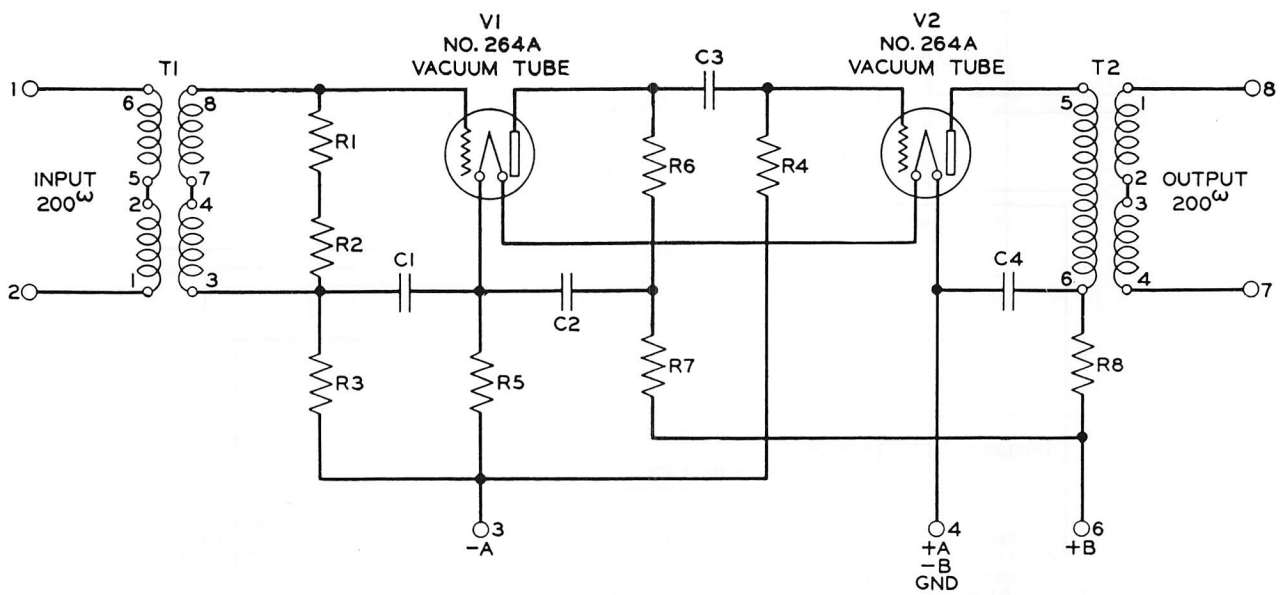 V1
NO. 264A
VACUUM TUBE
V2
NO. 264A
VACUUM TUBE
C3
T1
T2
1
6
8
5
1
8
R1
R6
R4
INPUT
200ω
5
7
2
4
2
3
OUTPUT
200ω
R2
C1
C2
C4
2
1
3
6
4
7
R3
R5
R7
R8
3
-A
4
+A
-B
GND
6
+B